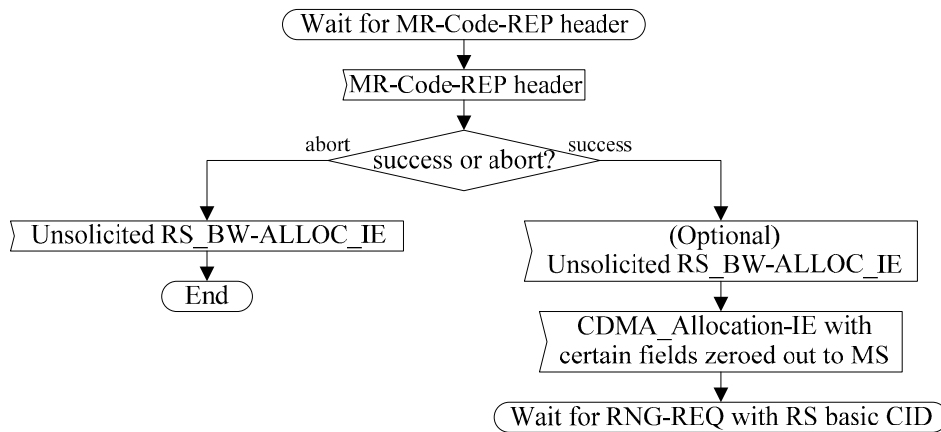 Wait for MR-Code-REP header
MR-Code-REP header
abort
success
success or abort?
Unsolicited RS_BW-ALLOC_IE
End
(Optional)
Unsolicited RS_BW-ALLOC_IE
CDMA_Allocation-IE with
certain fields zeroed out to MS
Wait for RNG-REQ with RS basic CID